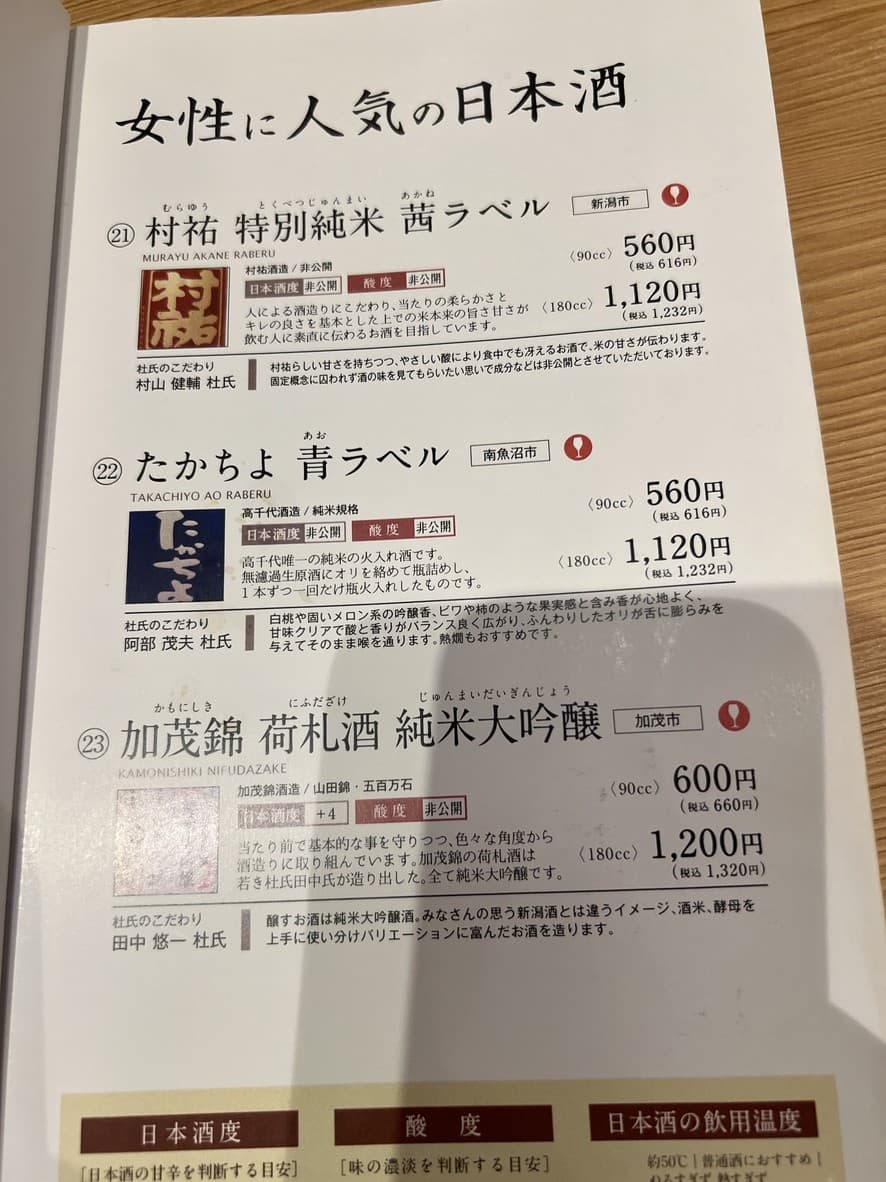 女性に人気の日本酒
むらゆう とくべつじゅんまい あかね
㉑ 村祐 特別純米 茜ラベル 新潟市
MURAYU AKANE RABERU
村祐酒造 / 非公開
日本酒度 非公開 酸度 非公開
〈90cc〉 560円
(税込 616円)
村祐
人による酒造りにこだわり、当たりの柔らかさと
キレの良さを基本とした上での米本来の旨さ甘さが
飲む人に素直に伝わるお酒を目指しています。
〈180cc〉 1,120円
(税込 1,232円)
杜氏のこだわり
村山 健輔 杜氏
村祐らしい甘さを持ちつつ、やさしい酸により食中でも冴えるお酒で、米の甘さが伝わります。
固定概念に囚われず酒の味を見てもらいたい思いで成分などは非公開とさせていただいております。
あお
㉒ たかちよ 青ラベル 南魚沼市
TAKACHIYO AO RABERU
高千代酒造 / 純米規格
日本酒度 非公開 酸度 非公開
〈90cc〉 560円
(税込 616円)
たかちよ
高千代唯一の純米の火入れ酒です。
無濾過生原酒にオリを絡めて瓶詰めし、
1本ずつ一回だけ瓶火入れしたものです。
〈180cc〉 1,120円
(税込 1,232円)
杜氏のこだわり
阿部 茂夫 杜氏
白桃や固いメロン系の吟醸香、ビワや柿のような果実感と含み香が心地よく、
甘味クリアで酸と香りがバランス良く広がり、ふんわりしたオリが舌に膨らみを
与えてそのまま喉を通ります。熱燗もおすすめです。
かもにしき にふだざけ じゅんまいだいぎんじょう
㉓ 加茂錦 荷札酒 純米大吟醸 加茂市
KAMONISHIKI NIFUDAZAKE
加茂錦酒造 / 山田錦・五百万石
日本酒度 +4 酸度 非公開
〈90cc〉 600円
(税込 660円)
当たり前で基本的な事を守りつつ、色々な角度から
酒造りに取り組んでいます。加茂錦の荷札酒は
若き杜氏田中氏が造り出した。全て純米大吟醸です。
〈180cc〉 1,200円
(税込 1,320円)
杜氏のこだわり
田中 悠一 杜氏
醸すお酒は純米大吟醸酒。みなさんの思う新潟酒とは違うイメージ、酒米、酵母を
上手に使い分けバリエーションに富んだお酒を造ります。
日本酒度
[日本酒の甘辛を判断する目安]
酸 度
[味の濃淡を判断する目安]
日本酒の飲用温度
約50℃ | 普通酒におすすめ |